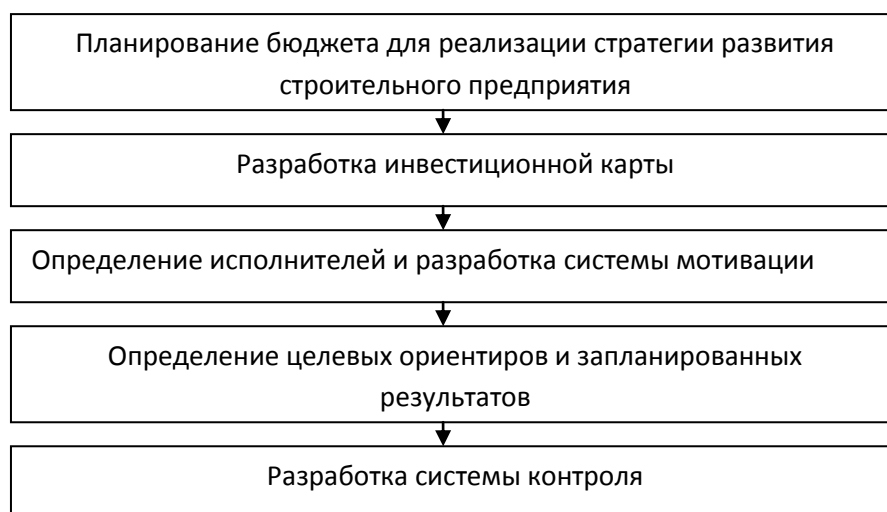 Планирование бюджета для реализации стратегии развития
строительного предприятия
Разработка инвестиционной карты
Определение исполнителей и разработка системы мотивации
Определение целевых ориентиров и запланированных
результатов
Разработка системы контроля